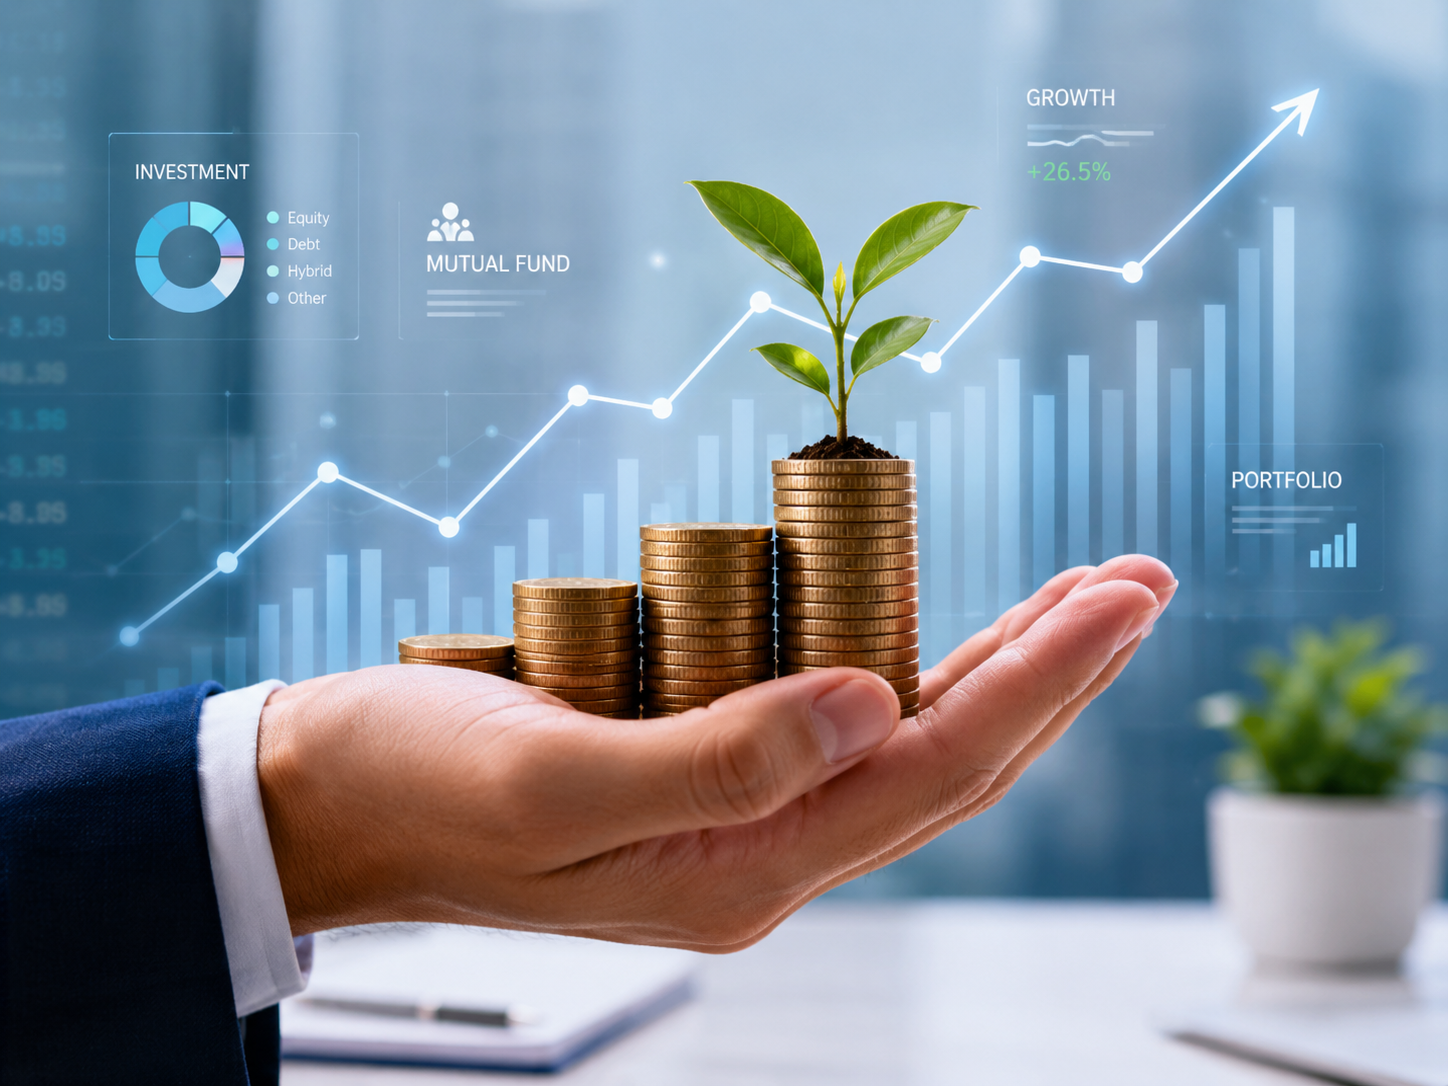 INVESTMENT
Equity
Debt
Hybrid
Other
MUTUAL FUND
GROWTH
+26.5%
PORTFOLIO